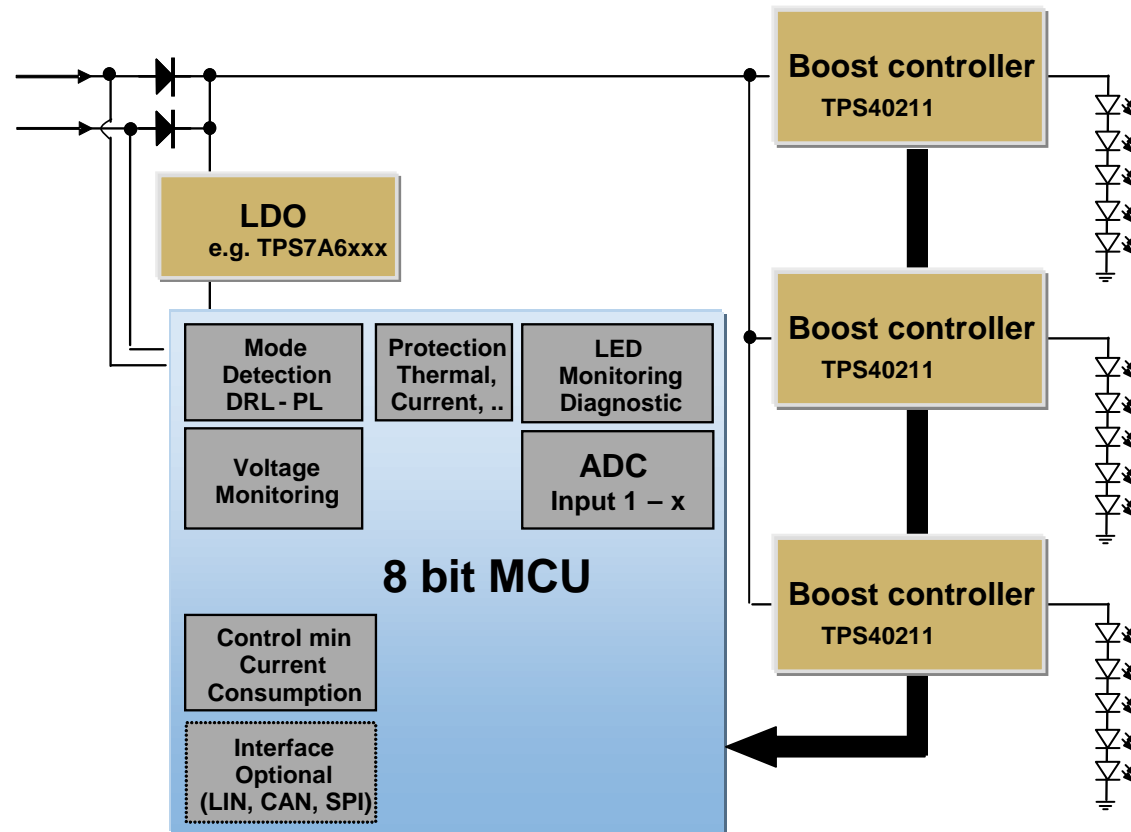 Boost controller
TPS40211
LDO
e.g. TPS7A6xxx
Boost controller
TPS40211
Mode
Detection
DRL - PL
Protection
Thermal,
Current, ..
LED
Monitoring
Diagnostic
Voltage
Monitoring
ADC
Input 1 – x
8 bit MCU
Boost controller
TPS40211
Control min
Current
Consumption
Interface
Optional
(LIN, CAN, SPI)